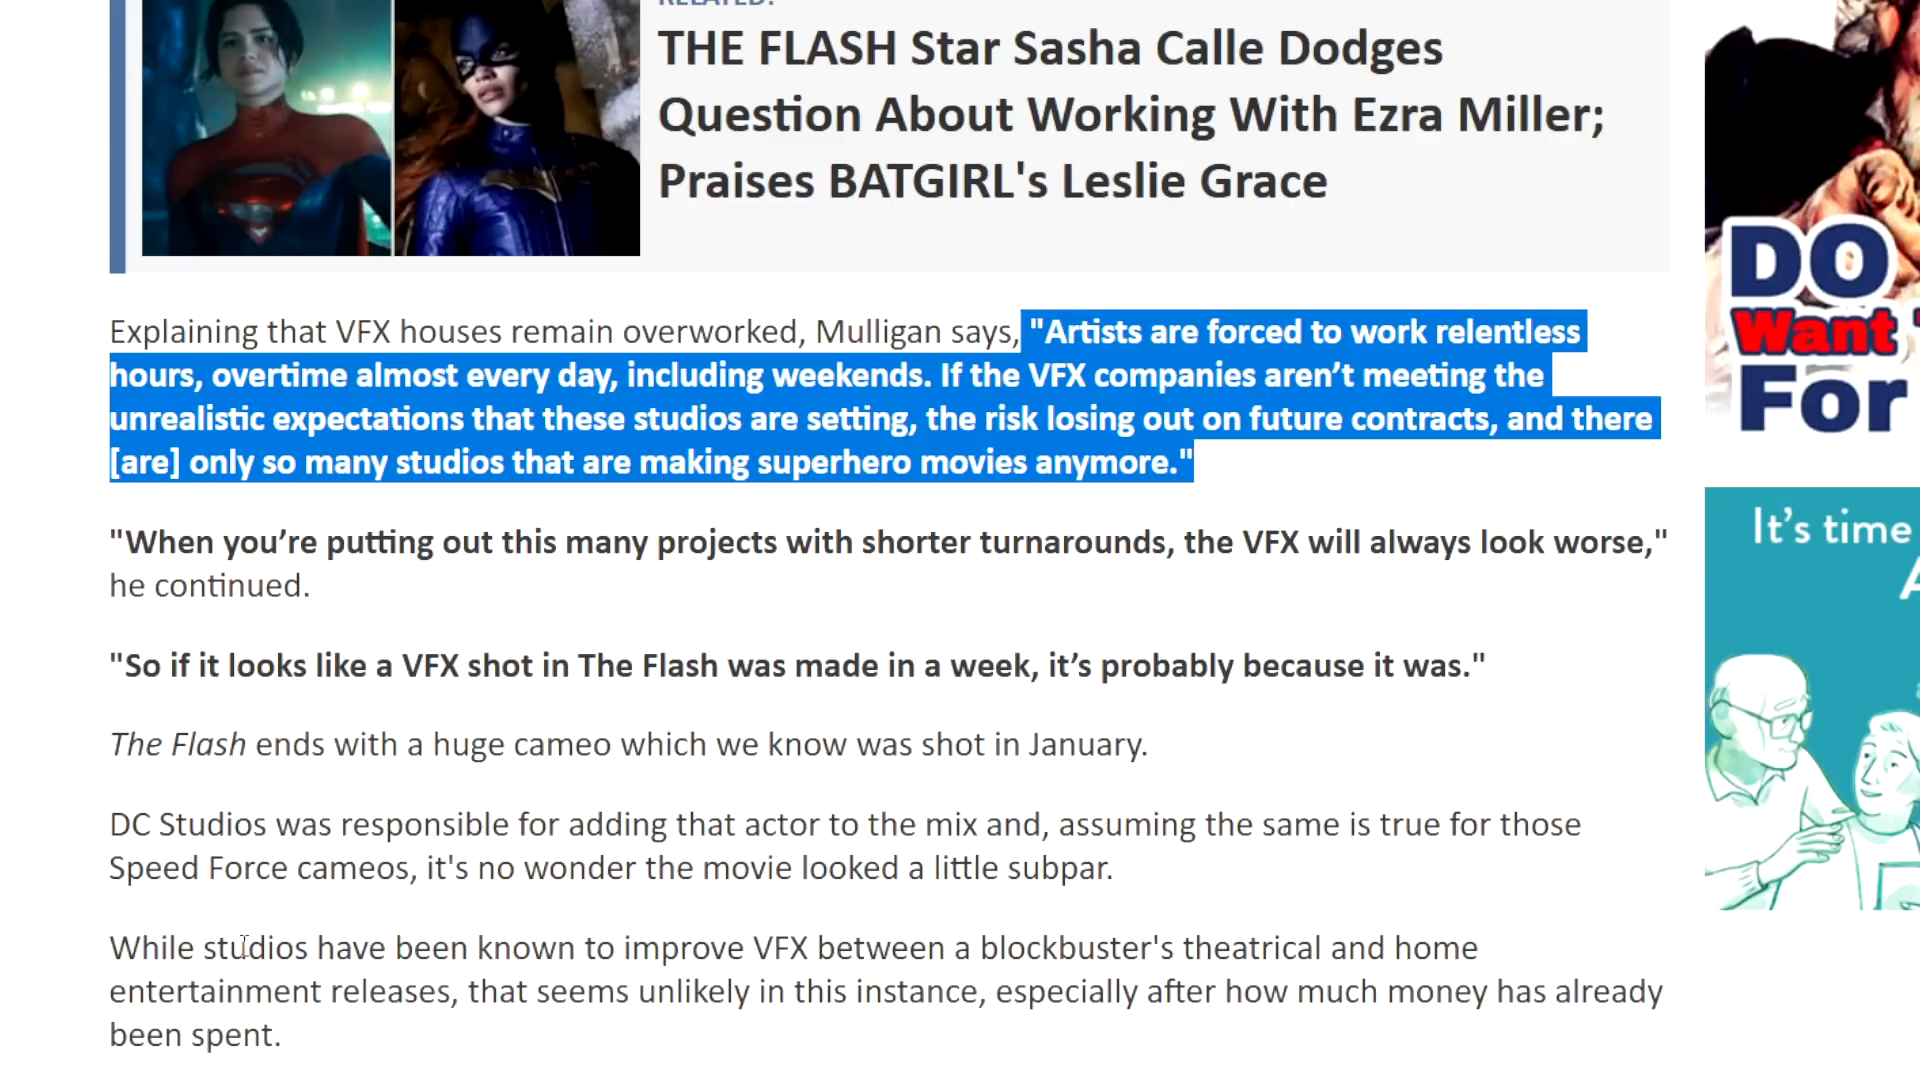 RELATED:
THE FLASH Star Sasha Calle Dodges
Question About Working With Ezra Miller;
Praises BATGIRL's Leslie Grace
Explaining that VFX houses remain overworked, Mulligan says, "Artists are forced to work relentless
hours, overtime almost every day, including weekends. If the VFX companies aren’t meeting the
unrealistic expectations that these studios are setting, the risk losing out on future contracts, and there
[are] only so many studios that are making superhero movies anymore."
"When you’re putting out this many projects with shorter turnarounds, the VFX will always look worse,"
he continued.
"So if it looks like a VFX shot in The Flash was made in a week, it’s probably because it was."
The Flash ends with a huge cameo which we know was shot in January.
DC Studios was responsible for adding that actor to the mix and, assuming the same is true for those
Speed Force cameos, it's no wonder the movie looked a little subpar.
While studios have been known to improve VFX between a blockbuster's theatrical and home
entertainment releases, that seems unlikely in this instance, especially after how much money has already
been spent.
DO
Want
For
It’s time